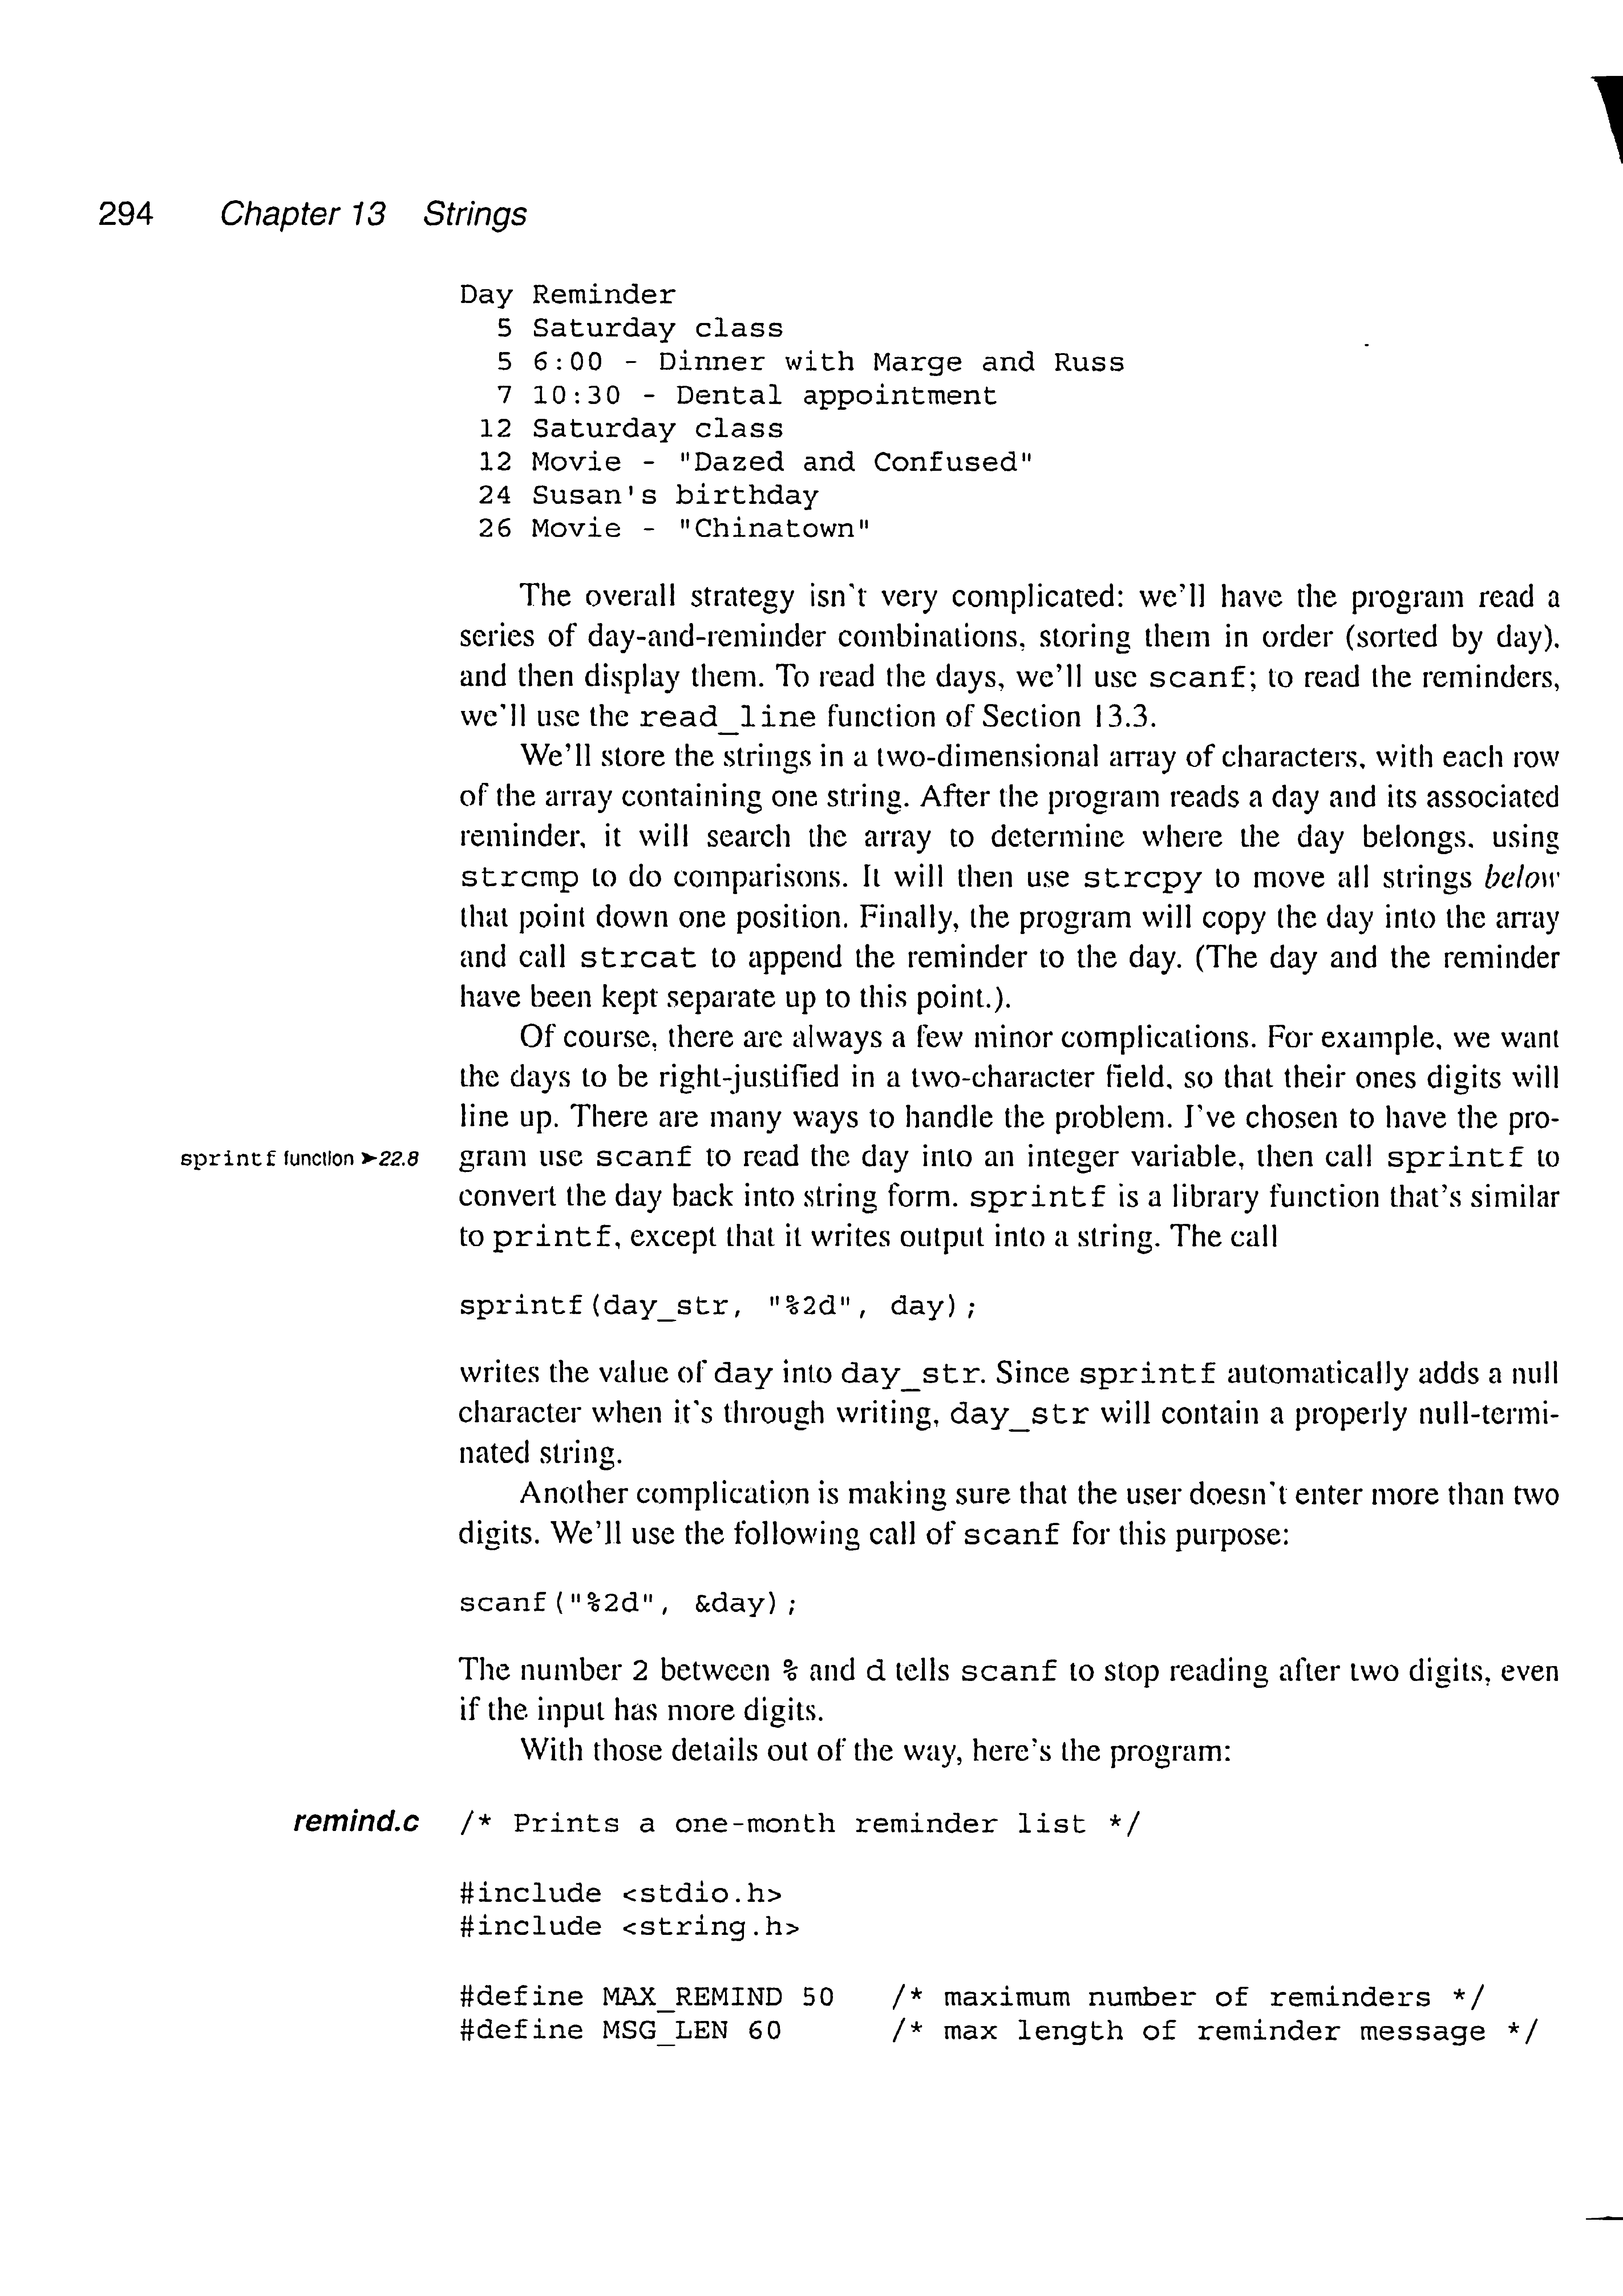 294 Chapter 13 Strings
Day Reminder
  5 Saturday class
  5 6:00 - Dinner with Marge and Russ
  7 10:30 - Dental appointment
 12 Saturday class
 12 Movie - "Dazed and Confused"
 24 Susan's birthday
 26 Movie - "Chinatown"
The overall strategy isn't very complicated: we'll have the program read a
series of day-and-reminder combinations, storing them in order (sorted by day),
and then display them. To read the days, we'll use scanf; to read the reminders,
we'll use the read_line function of Section 13.3.
We'll store the strings in a two-dimensional array of characters, with each row
of the array containing one string. After the program reads a day and its associated
reminder, it will search the array to determine where the day belongs, using
strcmp to do comparisons. It will then use strcpy to move all strings below
that point down one position. Finally, the program will copy the day into the array
and call strcat to append the reminder to the day. (The day and the reminder
have been kept separate up to this point.).
Of course, there are always a few minor complications. For example, we want
the days to be right-justified in a two-character field, so that their ones digits will
line up. There are many ways to handle the problem. I've chosen to have the pro-
sprintf function ➤22.8 gram use scanf to read the day into an integer variable, then call sprintf to
convert the day back into string form. sprintf is a library function that's similar
to printf, except that it writes output into a string. The call
sprintf(day_str, "%2d", day);
writes the value of day into day_str. Since sprintf automatically adds a null
character when it's through writing, day_str will contain a properly null-termi-
nated string.
Another complication is making sure that the user doesn't enter more than two
digits. We'll use the following call of scanf for this purpose:
scanf("%2d", &day);
The number 2 between % and d tells scanf to stop reading after two digits, even
if the input has more digits.
With those details out of the way, here's the program:
remind.c /* Prints a one-month reminder list */
#include <stdio.h>
#include <string.h>
#define MAX_REMIND 50   /* maximum number of reminders */
#define MSG_LEN 60      /* max length of reminder message */